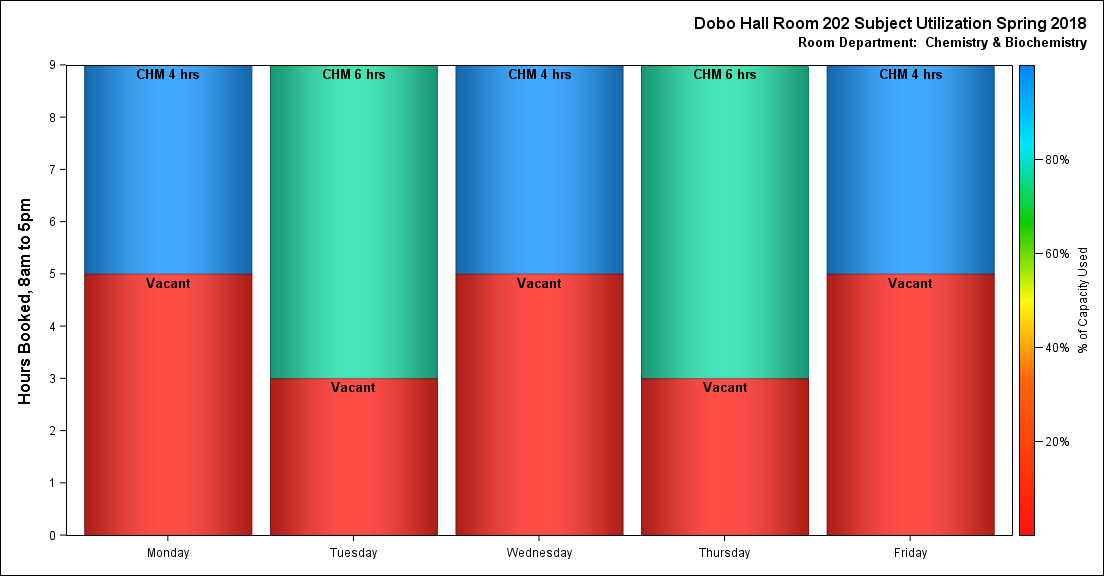 Dobo Hall Room 202 Subject Utilization Spring 2018
Room Department: Chemistry & Biochemistry
Hours Booked, 8am to 5pm
9
8
7
6
5
4
3
2
1
0
CHM 4 hrs
CHM 6 hrs
CHM 4 hrs
CHM 6 hrs
CHM 4 hrs
Vacant
Vacant
Vacant
Vacant
Vacant
Monday
Tuesday
Wednesday
Thursday
Friday
80%
60%
40%
20%
% of Capacity Used